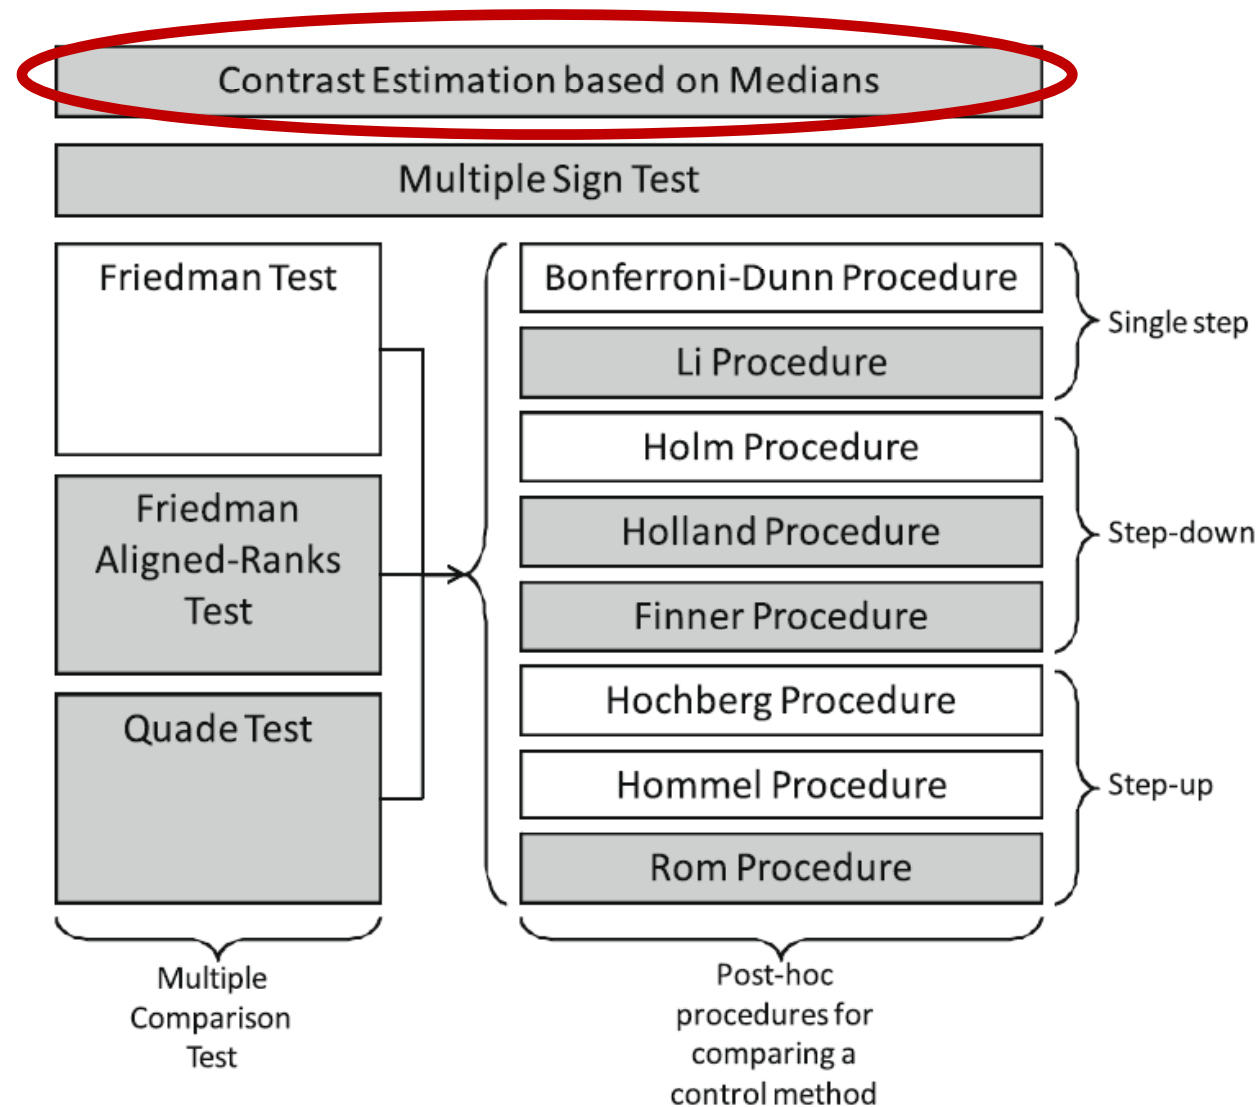 Contrast Estimation based on Medians
Multiple Sign Test
Friedman Test
Friedman
Aligned-Ranks
Test
Quade Test
Bonferroni-Dunn Procedure
Li Procedure
Holm Procedure
Holland Procedure
Finner Procedure
Hochberg Procedure
Hommel Procedure
Rom Procedure
Single step
Step-down
Step-up
Multiple
Comparison
Test
Post-hoc
procedures for
comparing a
control method